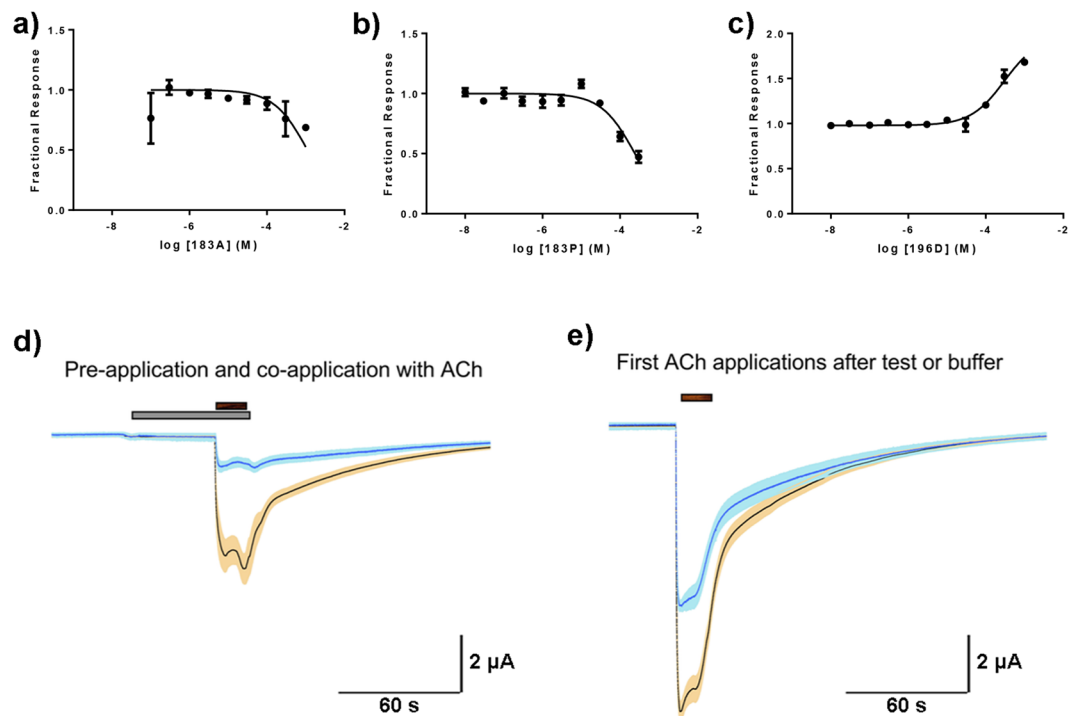 a)
1.5
1.0
0.5
0.0
Fractional Response
-8
-6
-4
-2
log [183A] (M)
b)
1.5
1.0
0.5
0.0
Fractional Response
-8
-6
-4
-2
log [183P] (M)
c)
2.0
1.5
1.0
0.5
0.0
Fractional Response
-8
-6
-4
-2
log [196D] (M)
d)
Pre-application and co-application with ACh
2 µA
60 s
e)
First ACh applications after test or buffer
2 µA
60 s